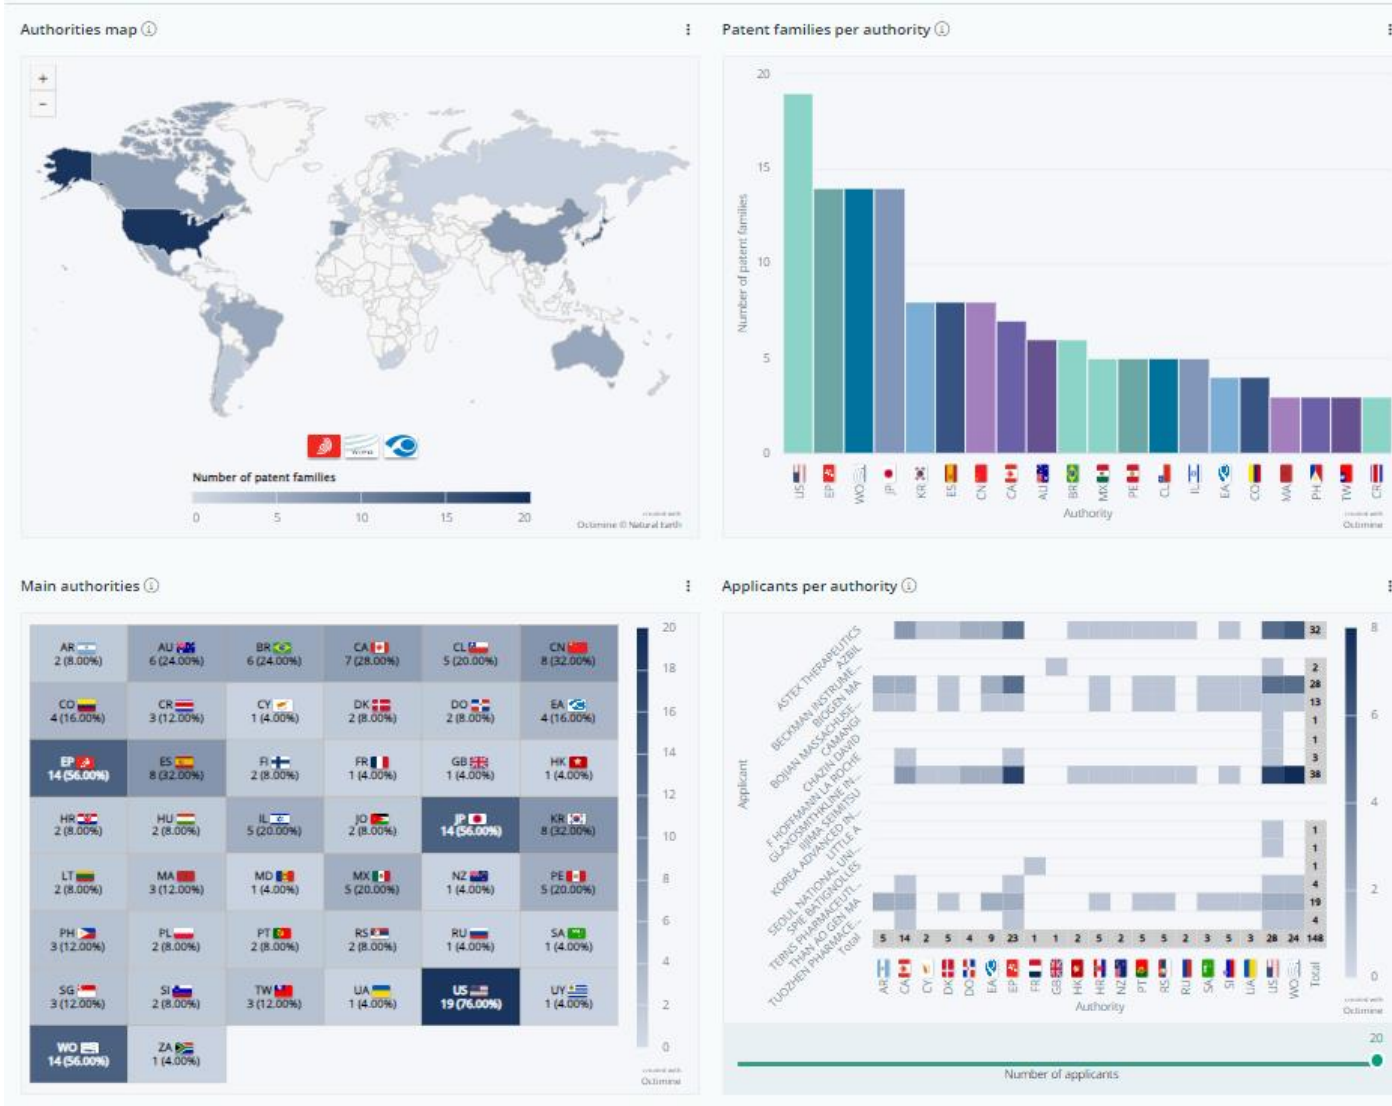 Authorities map
Patent families per authority
+
−
Number of patent families
0 5 10 15 20
created with
Octimine © Natural Earth
20
15
10
5
0
Number of patent families
US EP WO JP KR ES CN CA AU BR MX PE CL IL EA CO MA PH TW CR
Authority
created with
Octimine
Main authorities
Applicants per authority
AR AU BR CA CL CN
2 (8.00%) 6 (24.00%) 6 (24.00%) 7 (28.00%) 5 (20.00%) 8 (32.00%)
CO CR CY DK DO EA
4 (16.00%) 3 (12.00%) 1 (4.00%) 2 (8.00%) 2 (8.00%) 4 (16.00%)
EP ES FI FR GB HK
14 (56.00%) 8 (32.00%) 2 (8.00%) 1 (4.00%) 1 (4.00%) 1 (4.00%)
HR HU IL JO JP KR
2 (8.00%) 2 (8.00%) 5 (20.00%) 2 (8.00%) 14 (56.00%) 8 (32.00%)
LT MA MD MX NZ PE
2 (8.00%) 3 (12.00%) 1 (4.00%) 5 (20.00%) 1 (4.00%) 5 (20.00%)
PH PL PT RS RU SA
3 (12.00%) 2 (8.00%) 2 (8.00%) 2 (8.00%) 1 (4.00%) 1 (4.00%)
SG SI TW UA US UY
3 (12.00%) 2 (8.00%) 3 (12.00%) 1 (4.00%) 19 (76.00%) 1 (4.00%)
WO ZA
14 (56.00%) 1 (4.00%)
20
18
16
14
12
10
8
6
4
2
0
created with
Octimine
Applicant
ASTEX THERAPEUTICS
AZBIL
BECKMAN INSTRUME...
BIOGEN MA
BOJIAN MASSACHUSE...
CAMANGI
CHAZIN DAVID
F HOFFMANN LA ROCHE
GLAXOSMITHKLINE IN...
IIJIMA SEIMITSU
KOREA ADVANCED IN...
LITTLE A
SEOUL NATIONAL UNI...
SPIE BATIGNOLLES
TERNS PHARMACEUTI...
THAN AO GEN MA
TUOZHEN PHARMACE...
Total
32
2
28
13
1
1
3
38
1
1
1
4
19
4
5 14 2 5 4 9 23 1 1 2 5 2 5 5 2 3 5 3 28 24 148
AR CA CY DK DO EA EP FR GB HK HR NZ PT RS RU SA SI UA US WO Total
Authority
8
6
4
2
0
created with
Octimine
20
Number of applicants